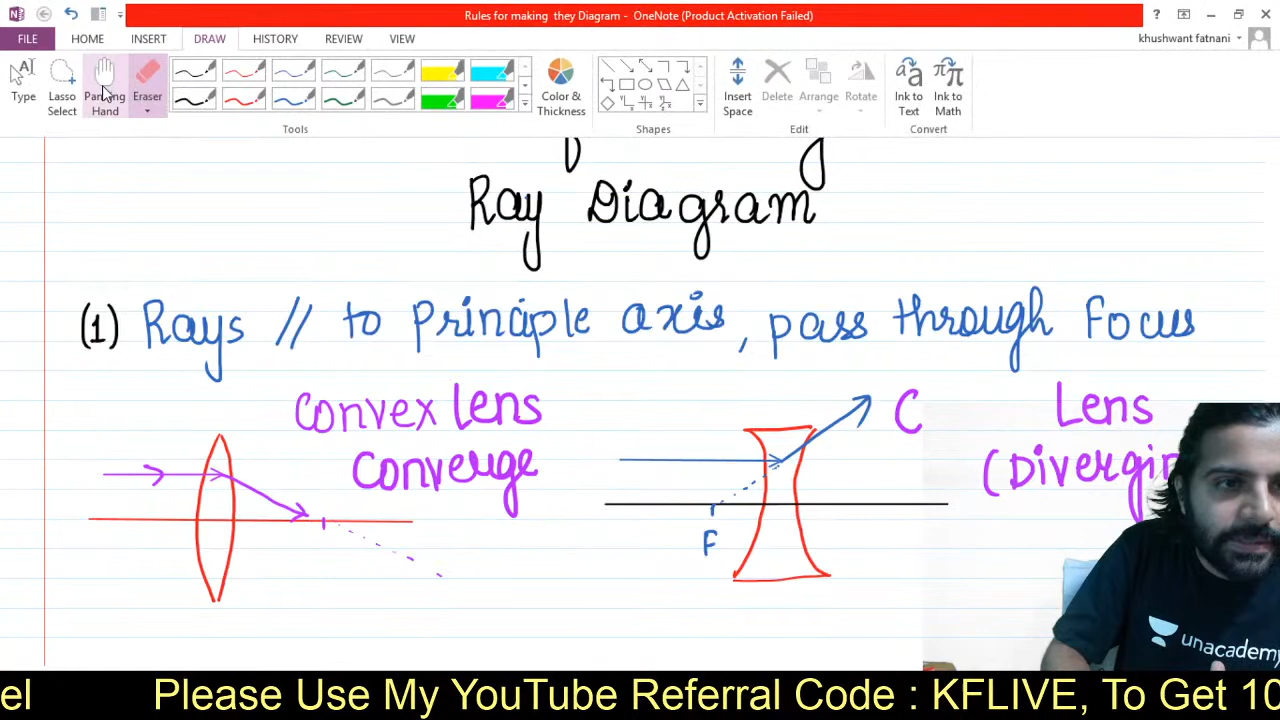 Rules for making they Diagram - OneNote (Product Activation Failed)
FILE HOME INSERT DRAW HISTORY REVIEW VIEW
khushwant fatnani
Type
Lasso Select
Panning Hand
Eraser
Color & Thickness
Insert Space
Delete
Arrange
Rotate
Ink to Text
Ink to Math
Tools
Shapes
Edit
Convert
Ray Diagram
(1) Rays // to Principle axis, pass through Focus
Convex Lens
Converge
C
Lens
(Divergin
F
unacademy
el Please Use My YouTube Referral Code : KFLIVE, To Get 10